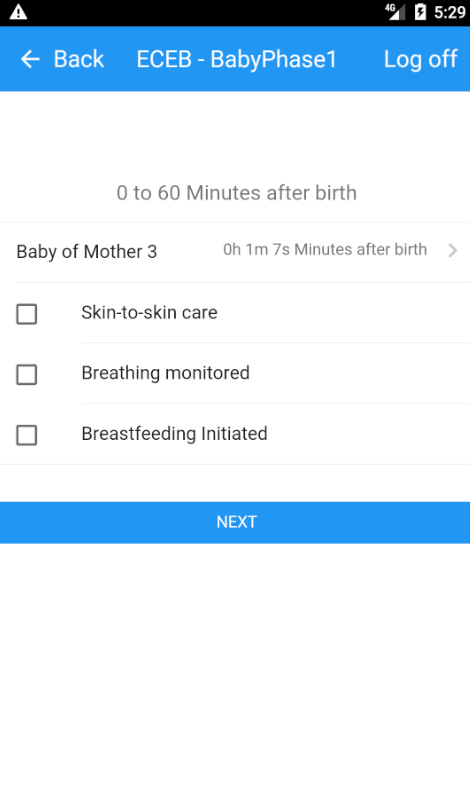 4G 5:29
Back ECEB - BabyPhase1 Log off
0 to 60 Minutes after birth
Baby of Mother 3 0h 1m 7s Minutes after birth
Skin-to-skin care
Breathing monitored
Breastfeeding Initiated
NEXT